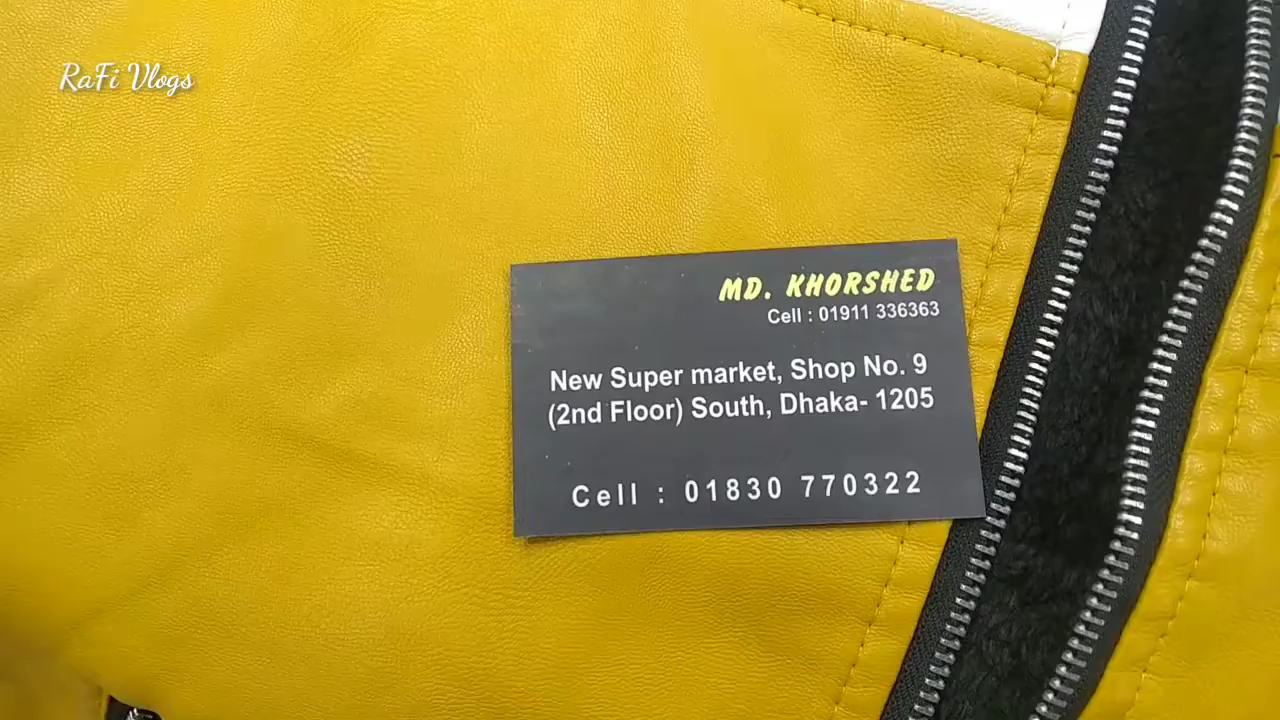 RaFi Vlogs
MD. KHORSHED
Cell : 01911 336363
New Super market, Shop No. 9
(2nd Floor) South, Dhaka- 1205
Cell : 01830 770322